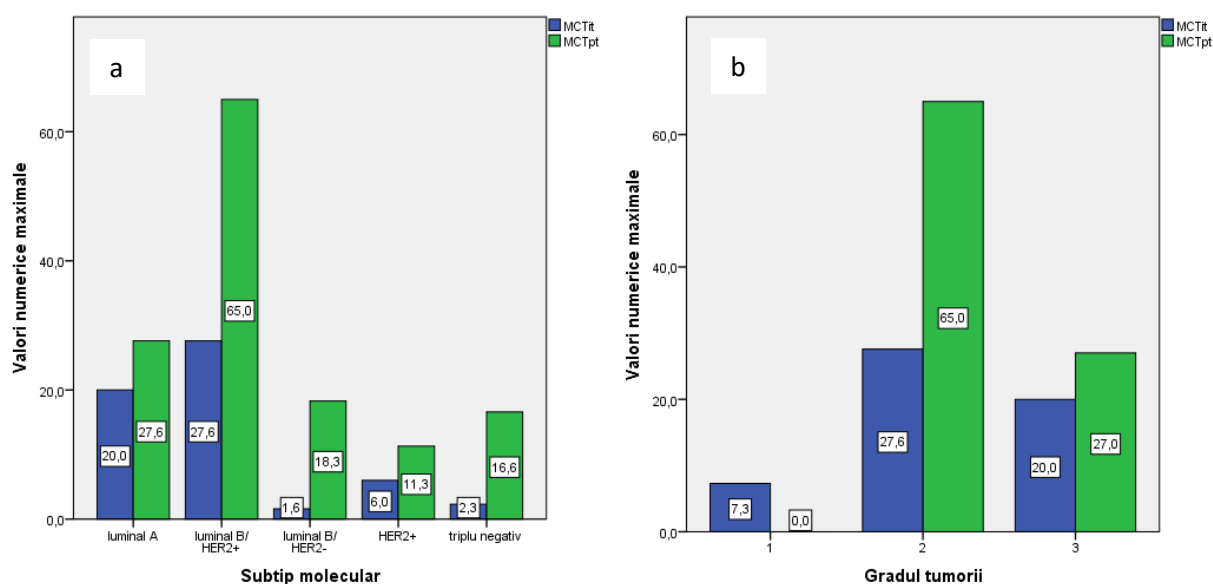 a
MCTit
MCTpt
Valori numerice maximale
60,0
40,0
20,0
0,0
20,0
27,6
27,6
65,0
1,6
18,3
6,0
11,3
2,3
16,6
luminal A
luminal B/
HER2+
luminal B/
HER2-
HER2+
triplu negativ
Subtip molecular
b
MCTit
MCTpt
Valori numerice maximale
60,0
40,0
20,0
0,0
7,3
0,0
27,6
65,0
20,0
27,0
1
2
3
Gradul tumorii